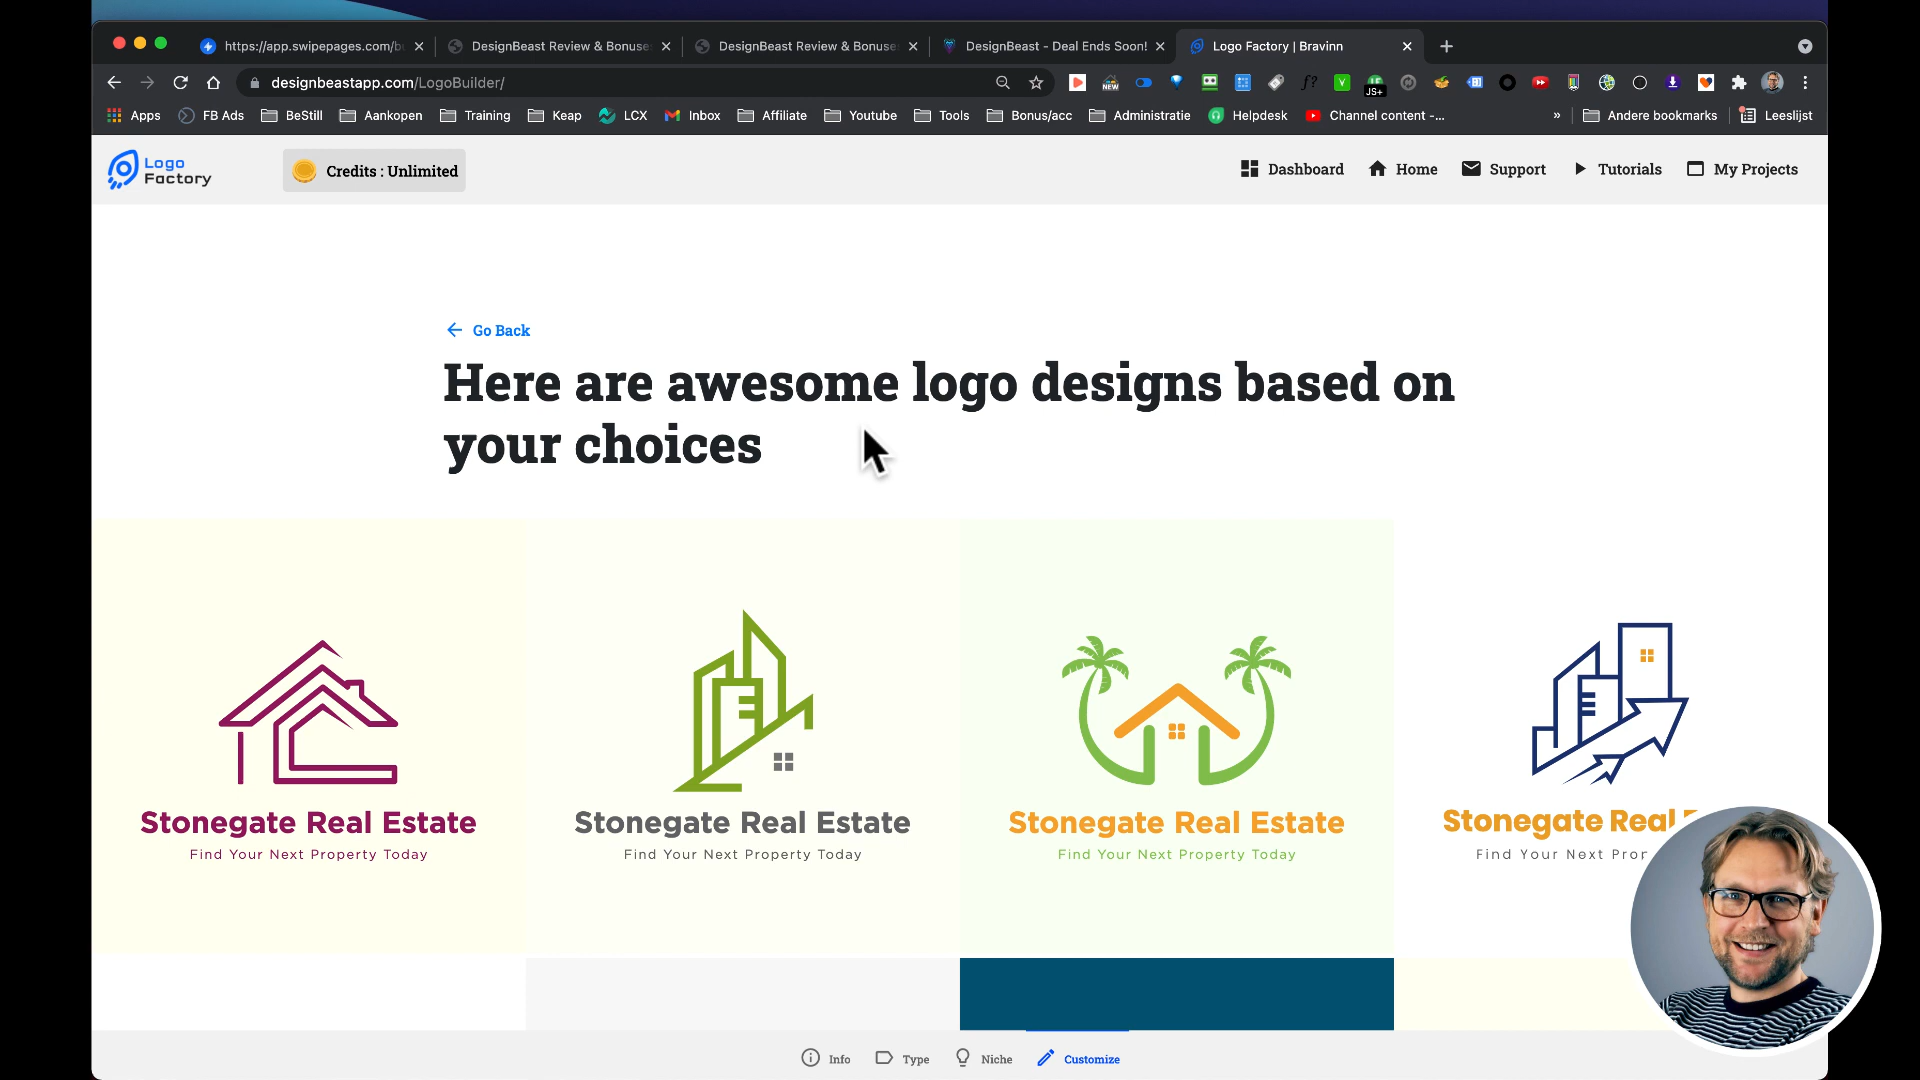 https://app.swipepages.com/b
DesignBeast Review & Bonuse
DesignBeast Review & Bonuse
DesignBeast - Deal Ends Soon!
Logo Factory | Bravinn
designbeastapp.com/LogoBuilder/
NEW
JS+
Apps
FB Ads
BeStill
Aankopen
Training
Keap
LCX
Inbox
Affiliate
Youtube
Tools
Bonus/acc
Administratie
Helpdesk
Channel content -...
»
Andere bookmarks
Leeslijst
Logo
Factory
Credits : Unlimited
Dashboard
Home
Support
Tutorials
My Projects
Go Back
Here are awesome logo designs based on
your choices
Stonegate Real Estate
Find Your Next Property Today
Stonegate Real Estate
Find Your Next Property Today
Stonegate Real Estate
Find Your Next Property Today
Stonegate Real
Find Your Next Prop
Info
Type
Niche
Customize